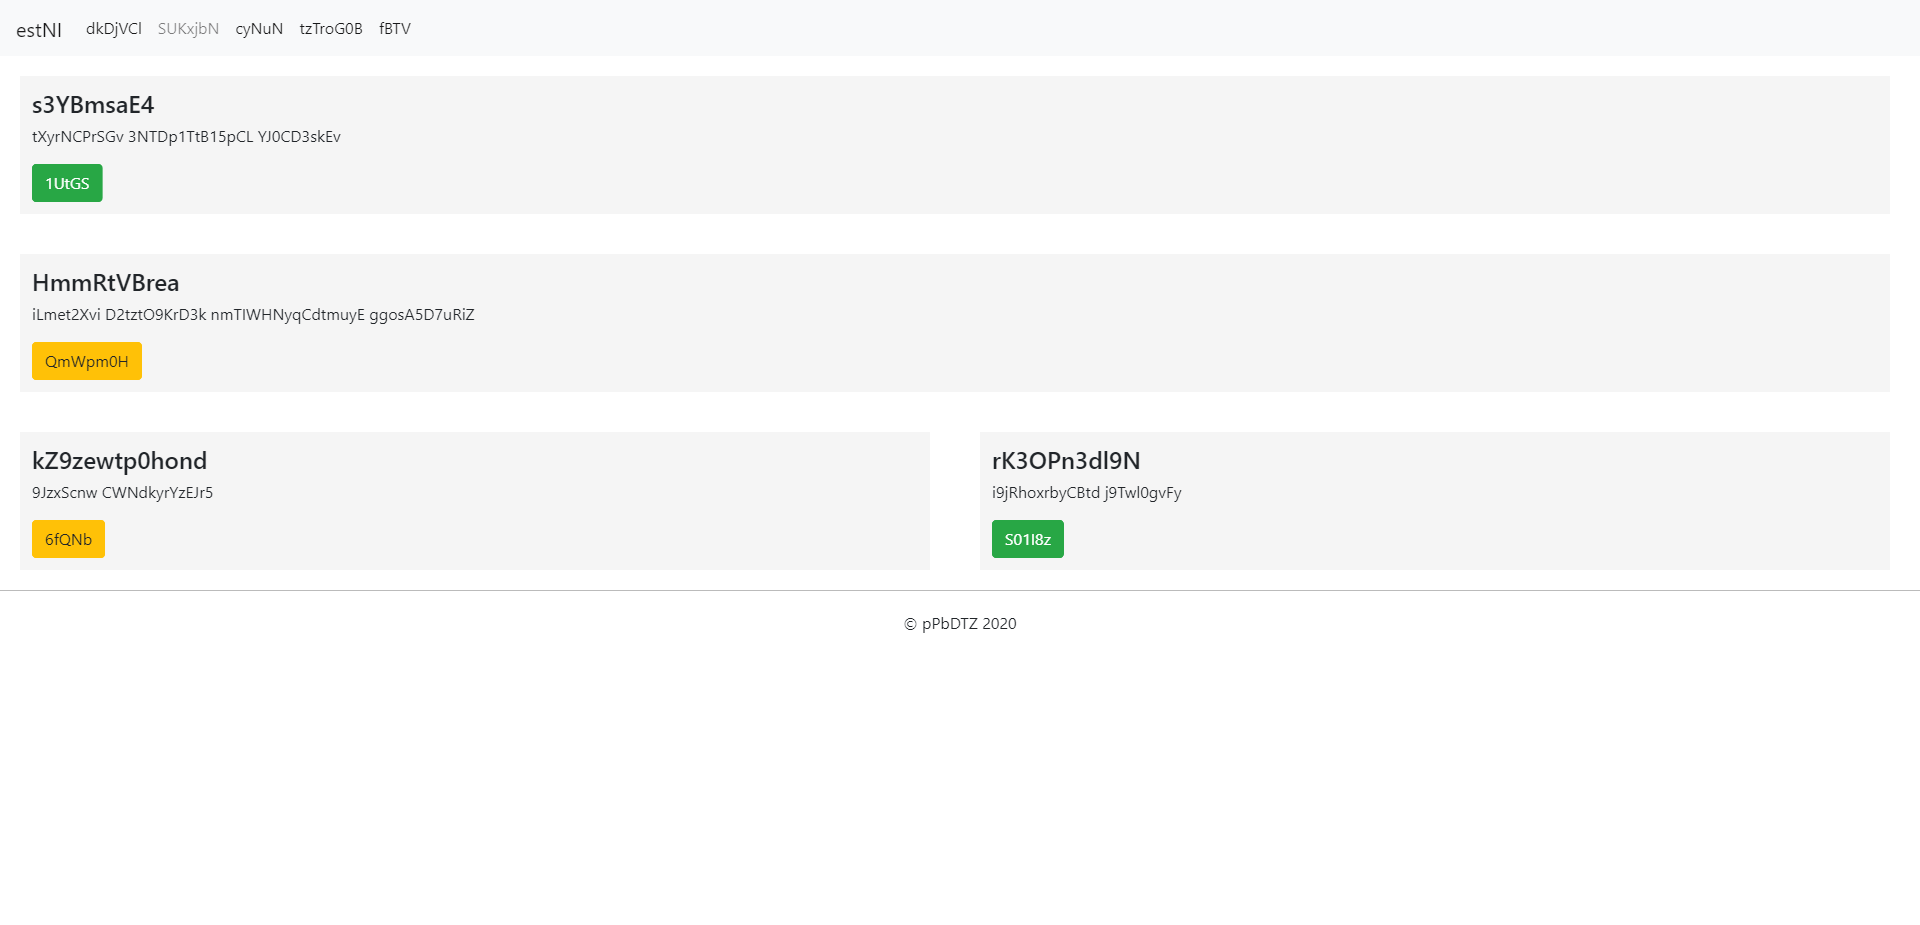 estNI dkDjVCl SUKxjbN cyNuN tzTroG0B fBTV
s3YBmsaE4
tXyrNCPrSGv 3NTDp1TtB15pCL YJ0CD3skEv
1UtGS
HmmRtVBrea
iLmet2Xvi D2tztO9KrD3k nmTIWHNyqCdtmuyE ggosA5D7uRiZ
QmWpm0H
kZ9zewtp0hond
9JzxScnw CWNdkyrYzEJr5
6fQNb
rK3OPn3dl9N
i9jRhoxrbyCBtd j9Twl0gvFy
S01I8z
© pPbDTZ 2020